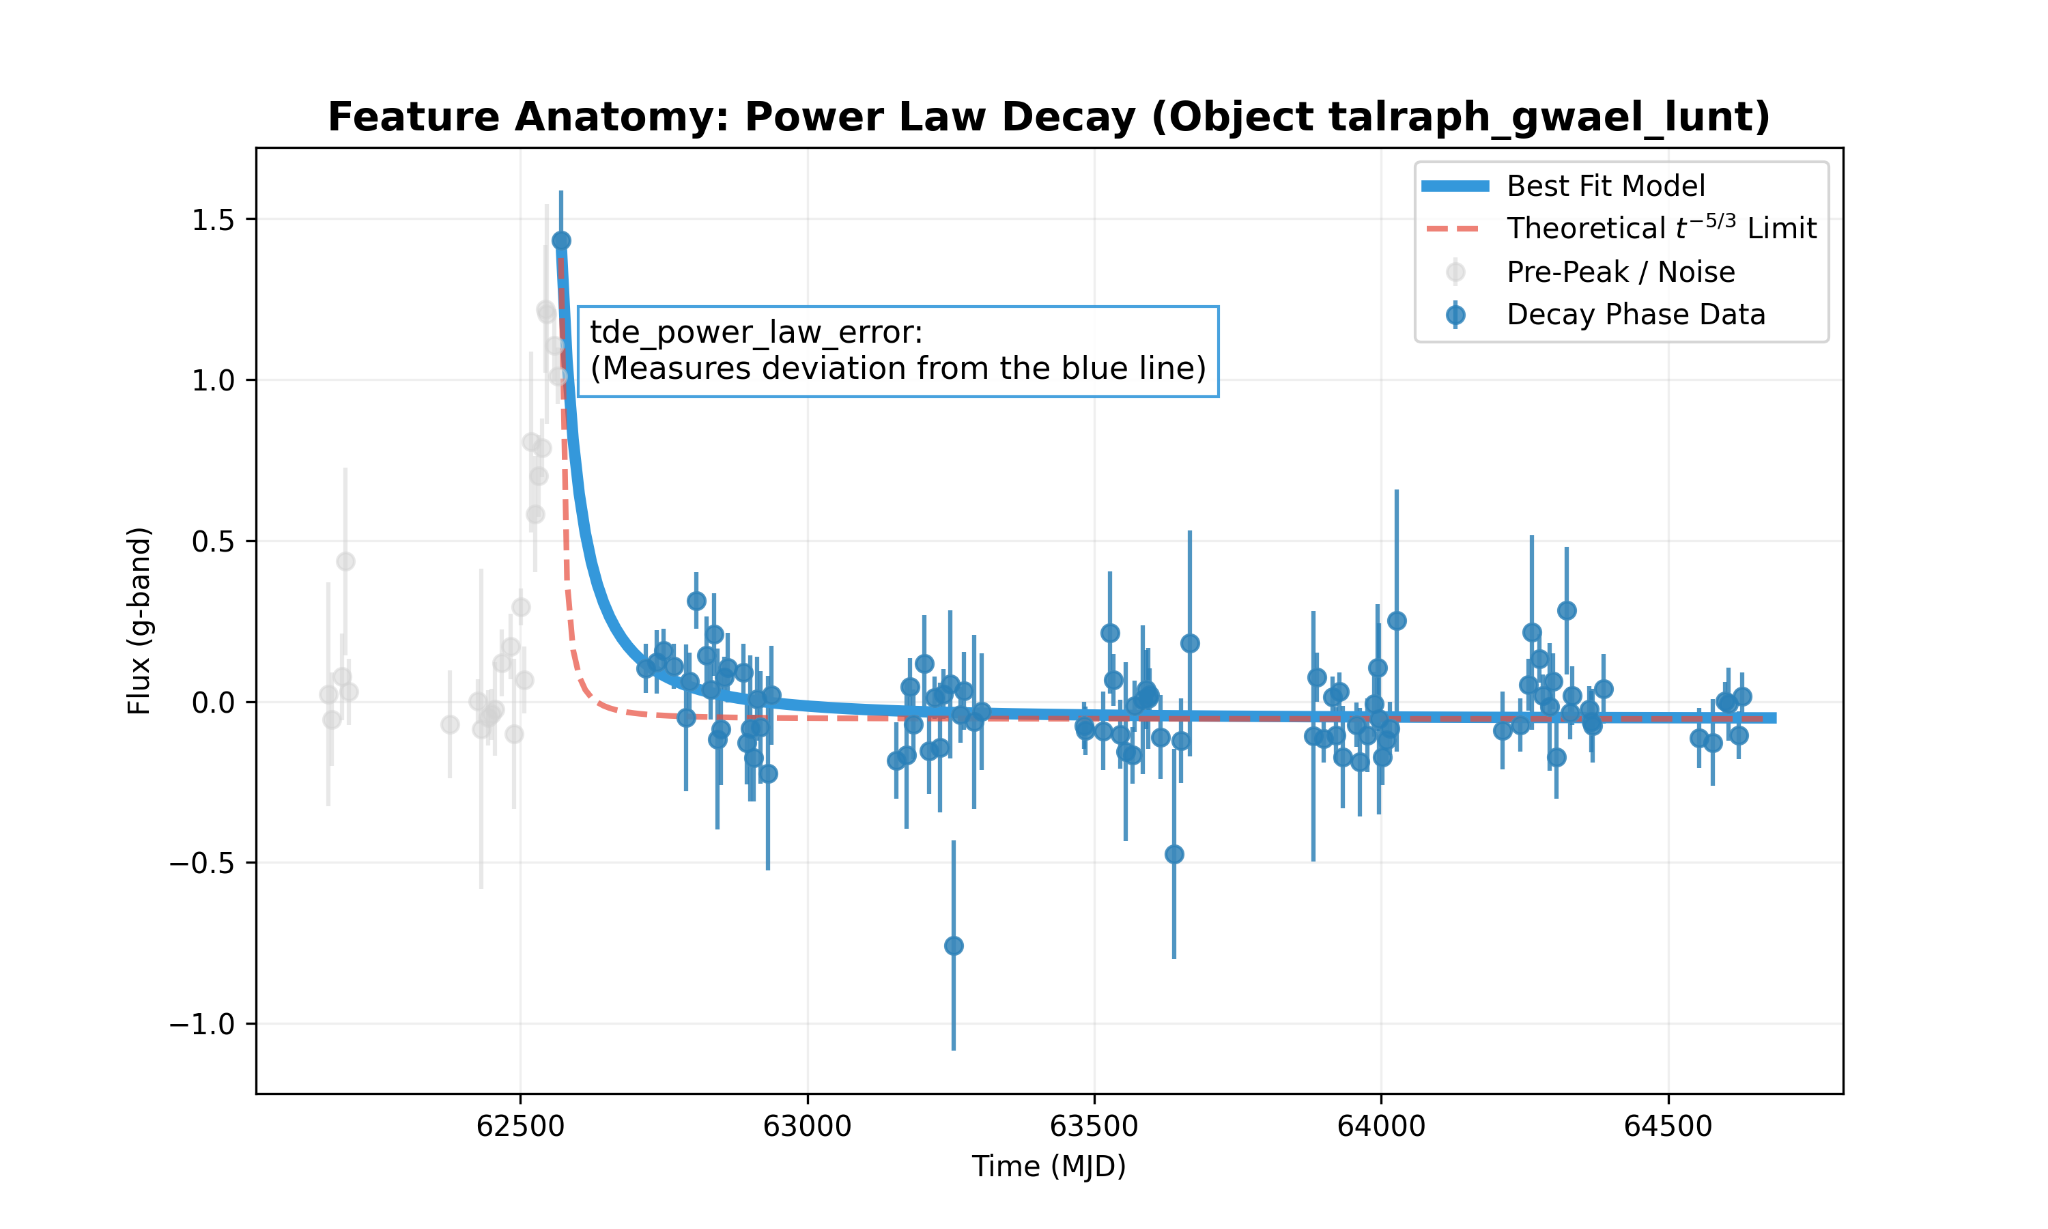 Feature Anatomy: Power Law Decay (Object talraph_gwael_lunt)
Best Fit Model
Theoretical t^{-5/3} Limit
Pre-Peak / Noise
Decay Phase Data
tde_power_law_error:
(Measures deviation from the blue line)
Flux (g-band)
1.5
1.0
0.5
0.0
−0.5
−1.0
62500
63000
63500
64000
64500
Time (MJD)